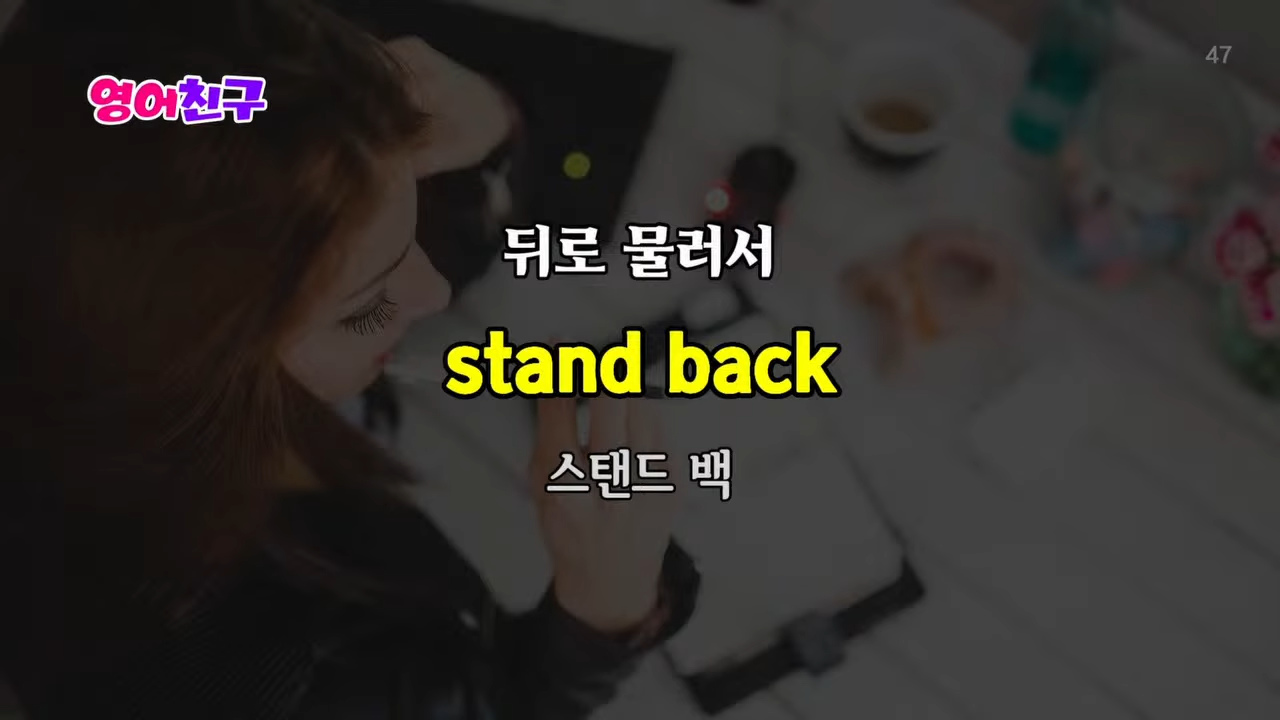 47
영어친구
뒤로 물러서
stand back
스탠드 백